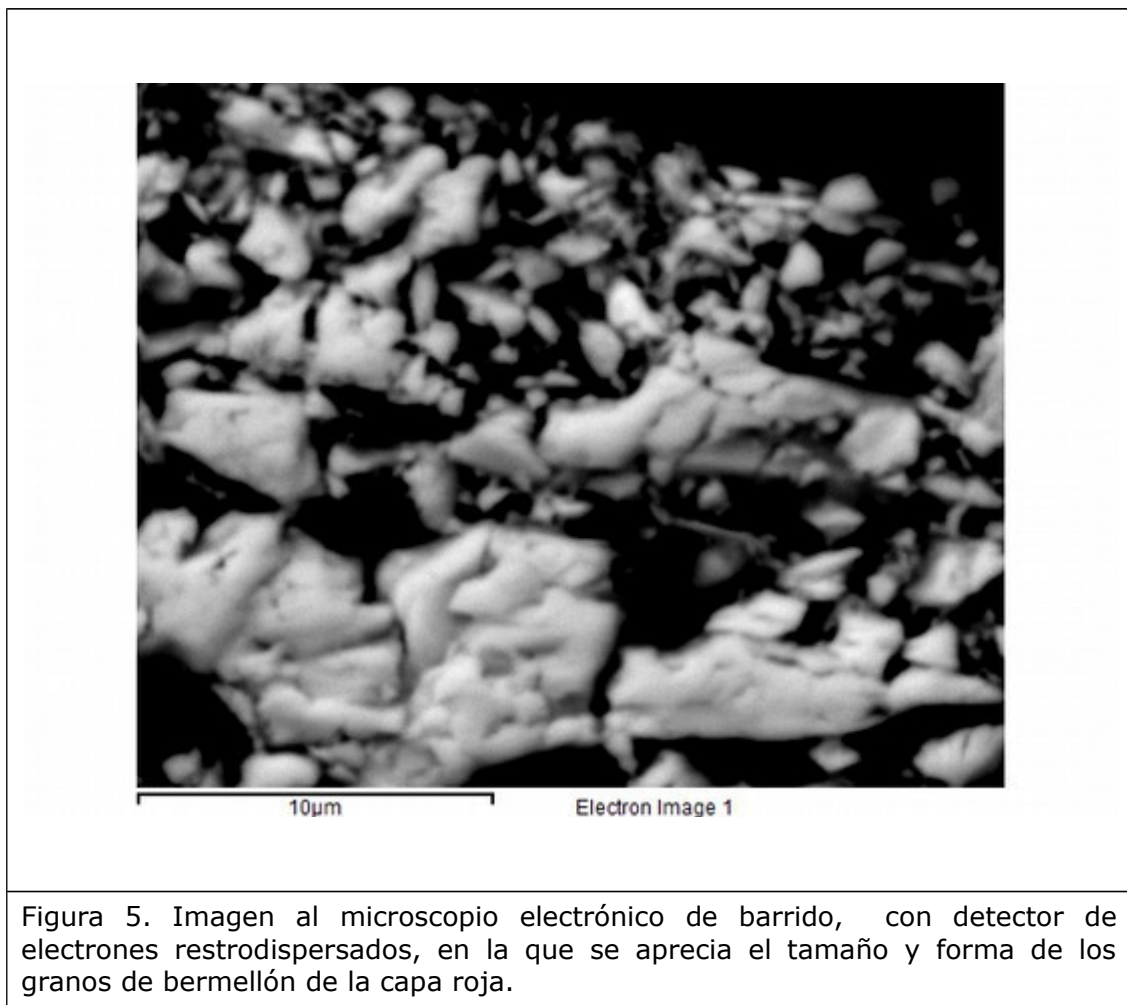 10µm
Electron Image 1
Figura 5. Imagen al microscopio electrónico de barrido, con detector de
electrones restrodispersados, en la que se aprecia el tamaño y forma de los
granos de bermellón de la capa roja.